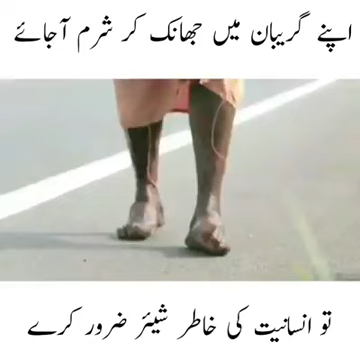 اپنے گریبان میں جھانک کر شرم آجائے
تو انسانیت کی خاطر شیئر ضرور کرے